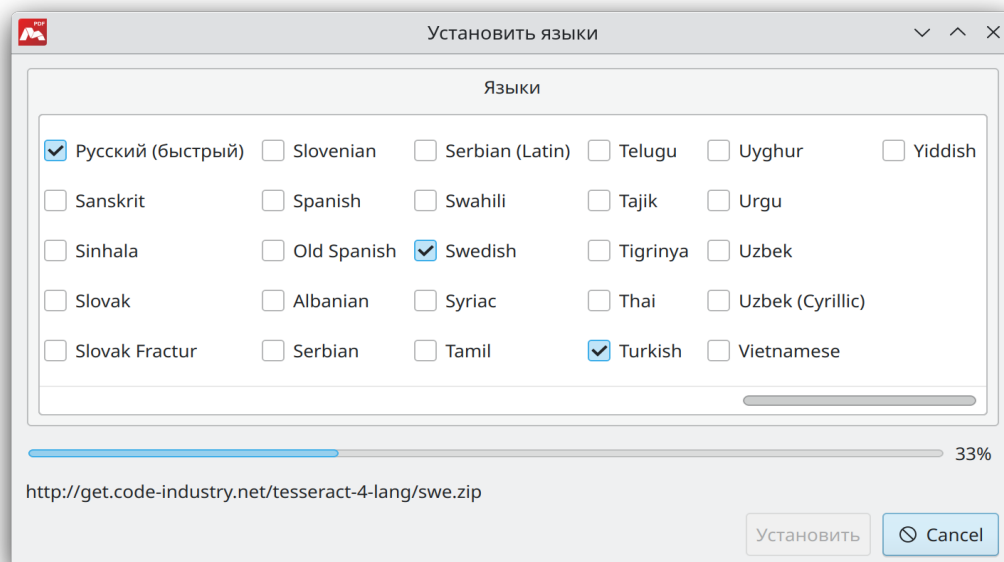 PDF
Установить языки
Языки
Русский (быстрый) Slovenian Serbian (Latin) Telugu Uyghur Yiddish
Sanskrit Spanish Swahili Tajik Urgu
Sinhala Old Spanish Swedish Tigrinya Uzbek
Slovak Albanian Syriac Thai Uzbek (Cyrillic)
Slovak Fractur Serbian Tamil Turkish Vietnamese
33%
http://get.code-industry.net/tesseract-4-lang/swe.zip
Установить Cancel